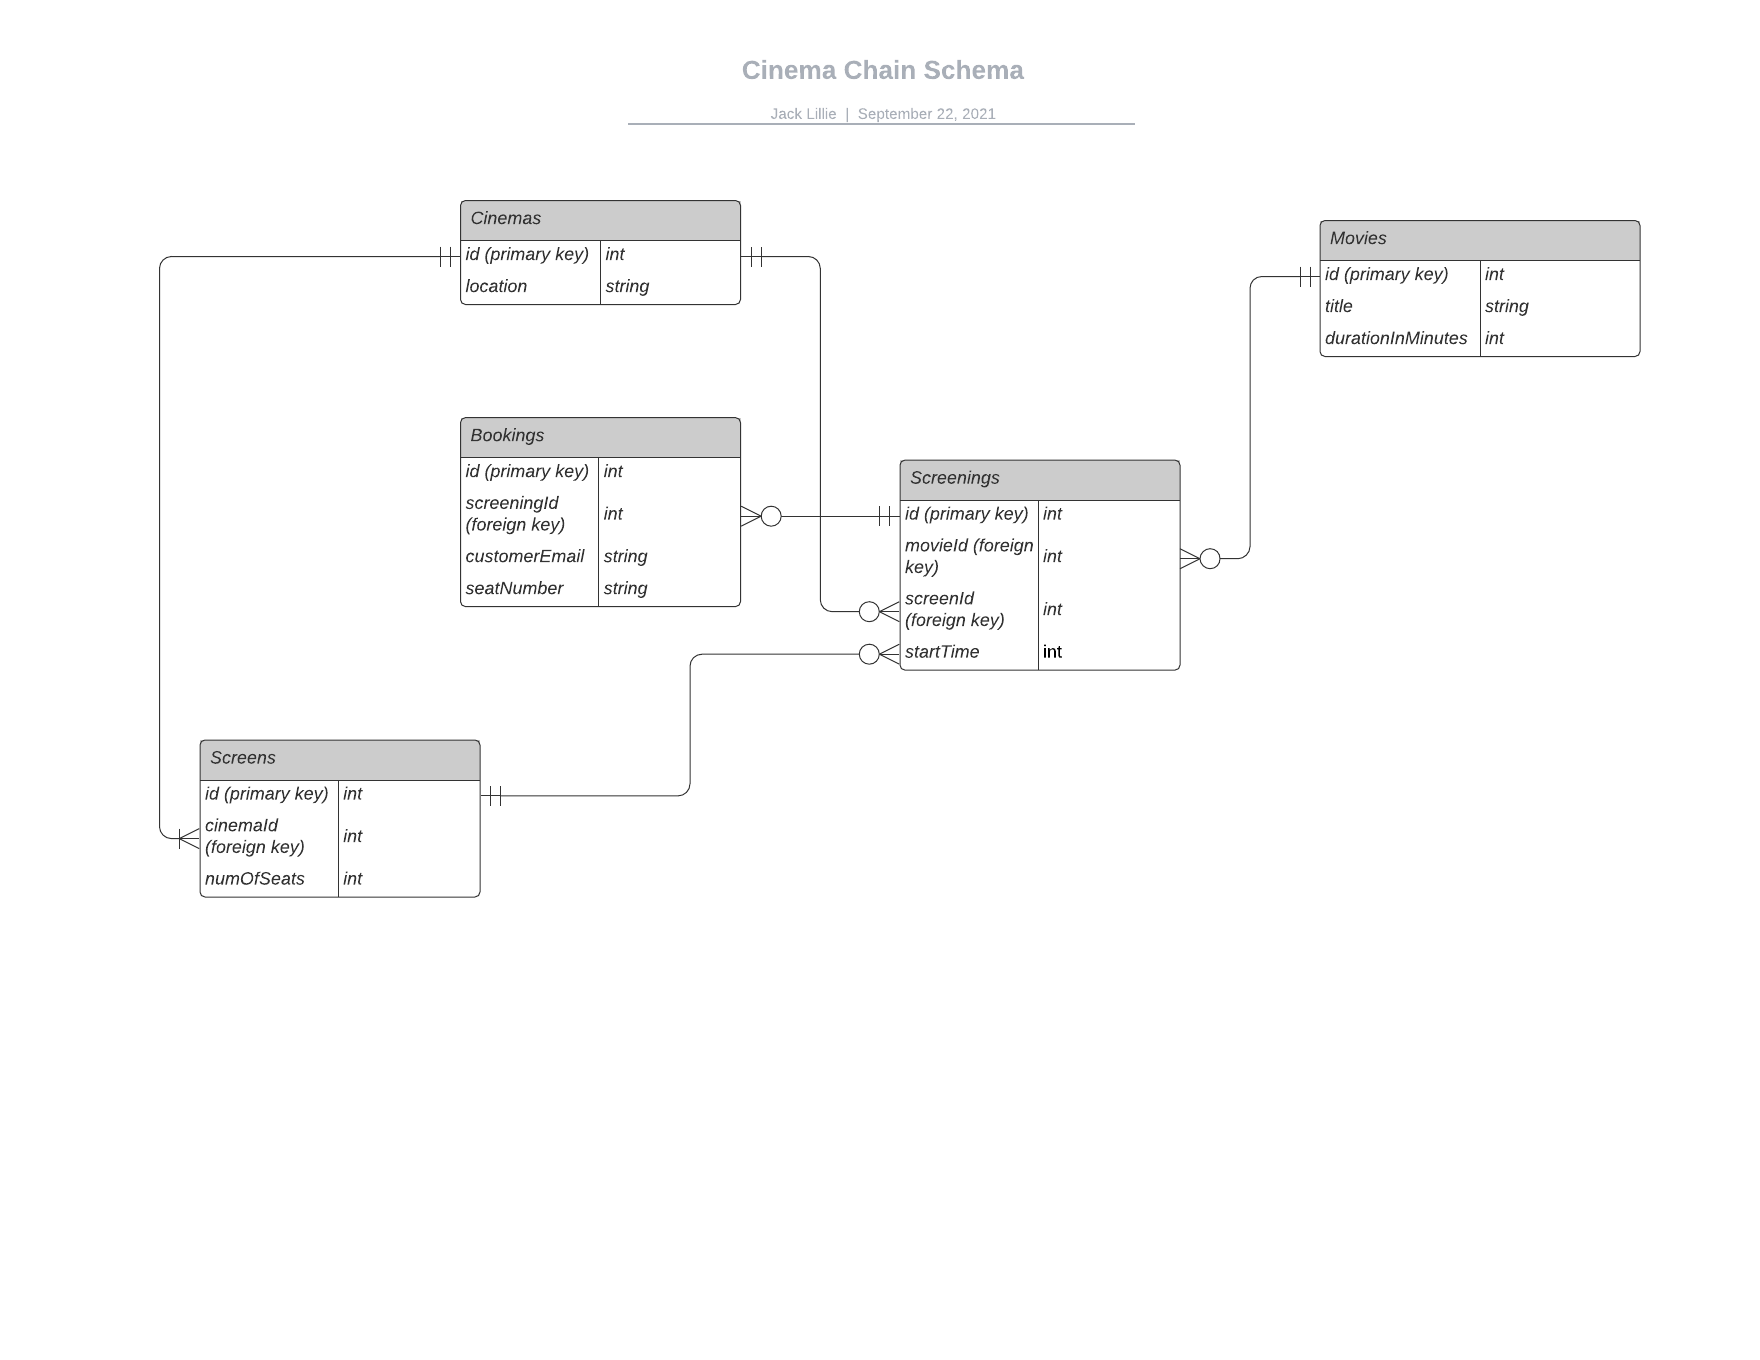 Cinema Chain Schema
Jack Lillie | September 22, 2021
Cinemas
id (primary key) int
location string
Movies
id (primary key) int
title string
durationInMinutes int
Bookings
id (primary key) int
screeningId
(foreign key) int
customerEmail string
seatNumber string
Screenings
id (primary key) int
movieId (foreign
key) int
screenId
(foreign key) int
startTime int
Screens
id (primary key) int
cinemaId
(foreign key) int
numOfSeats int